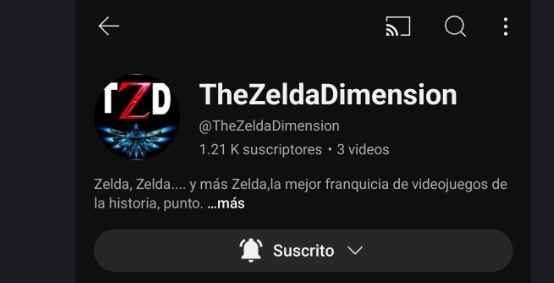 TZD
TheZeldaDimension
@TheZeldaDimension
1.21 K suscriptores • 3 videos
Zelda, Zelda.... y más Zelda,la mejor franquicia de videojuegos de
la historia, punto. ...más
Suscrito